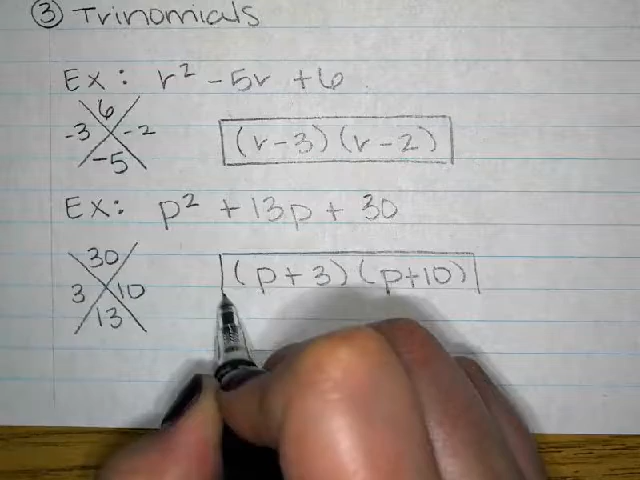 ③ Trinomials
Ex: r² - 5r + 6
6
-3 -2
-5
(r - 3)(r - 2)
Ex: p² + 13p + 30
30
3 10
13
(p + 3)(p + 10)